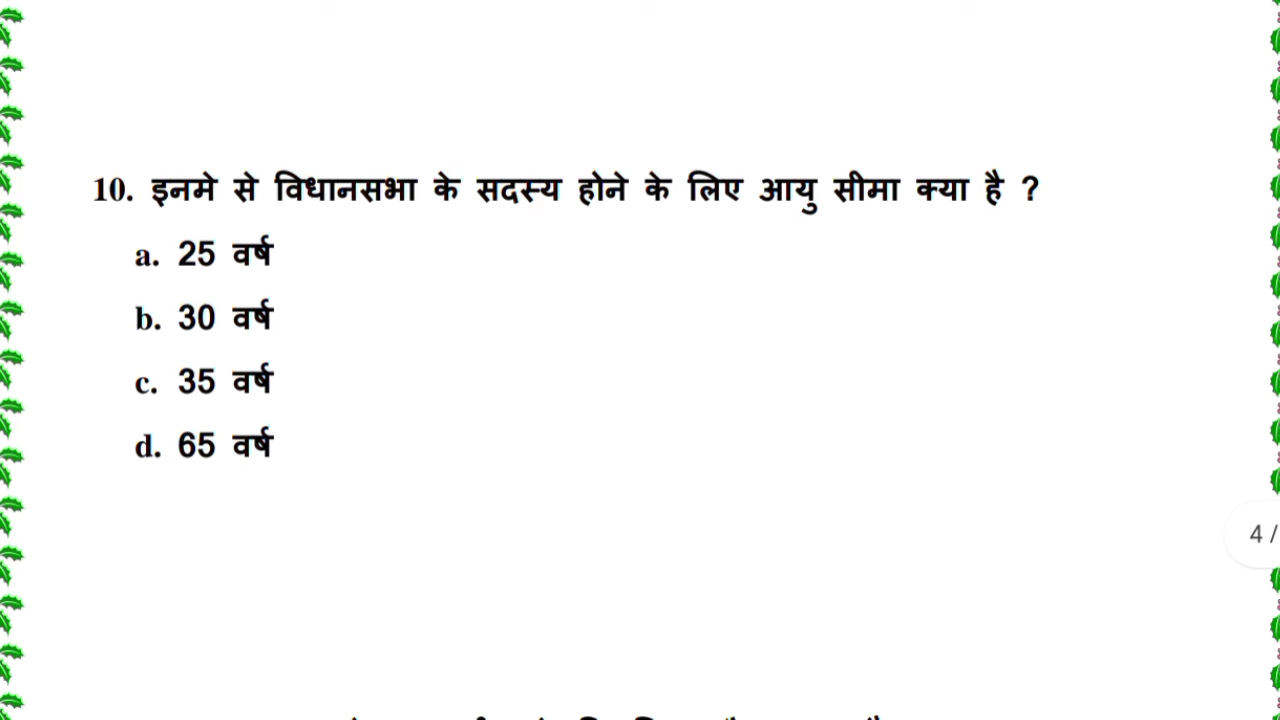 10. इनमे से विधानसभा के सदस्य होने के लिए आयु सीमा क्या है ?
a. 25 वर्ष
b. 30 वर्ष
c. 35 वर्ष
d. 65 वर्ष
4 /